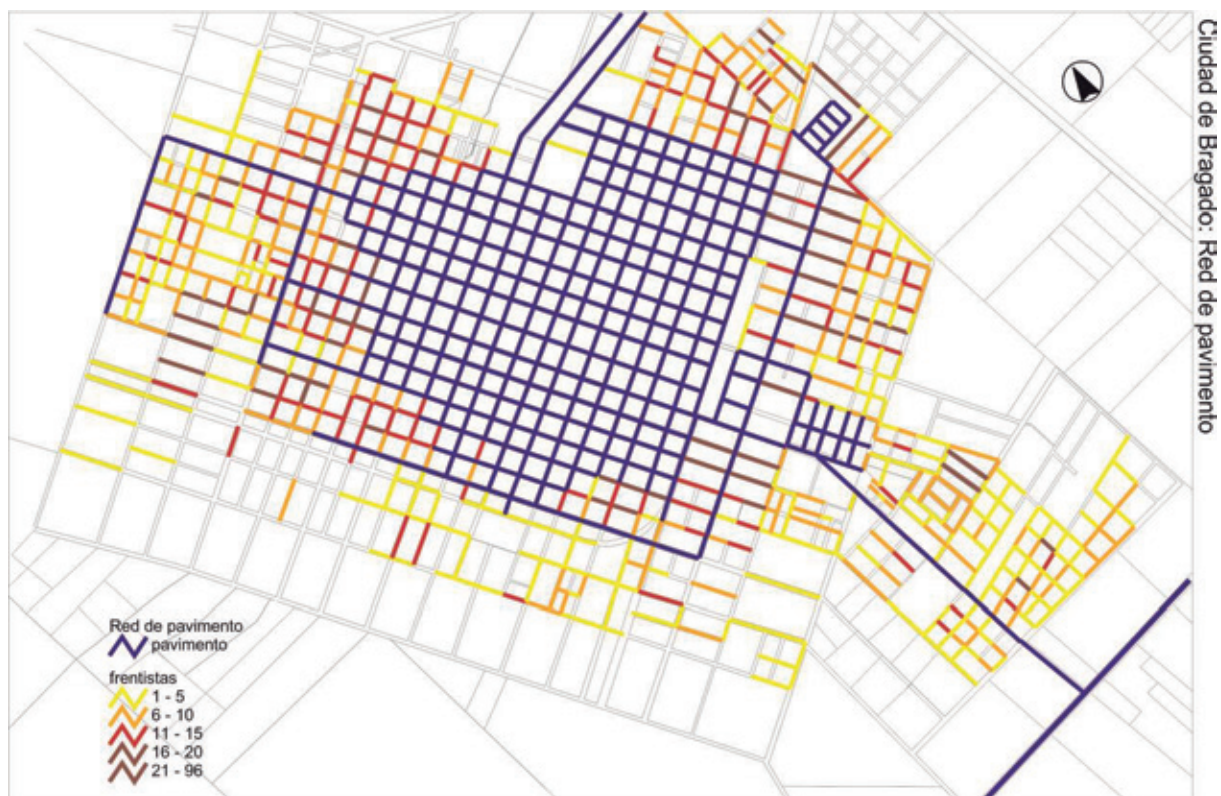 Ciudad de Bragado: Red de pavimento
Red de pavimento
pavimento
frentistas
1 - 5
6 - 10
11 - 15
16 - 20
21 - 96